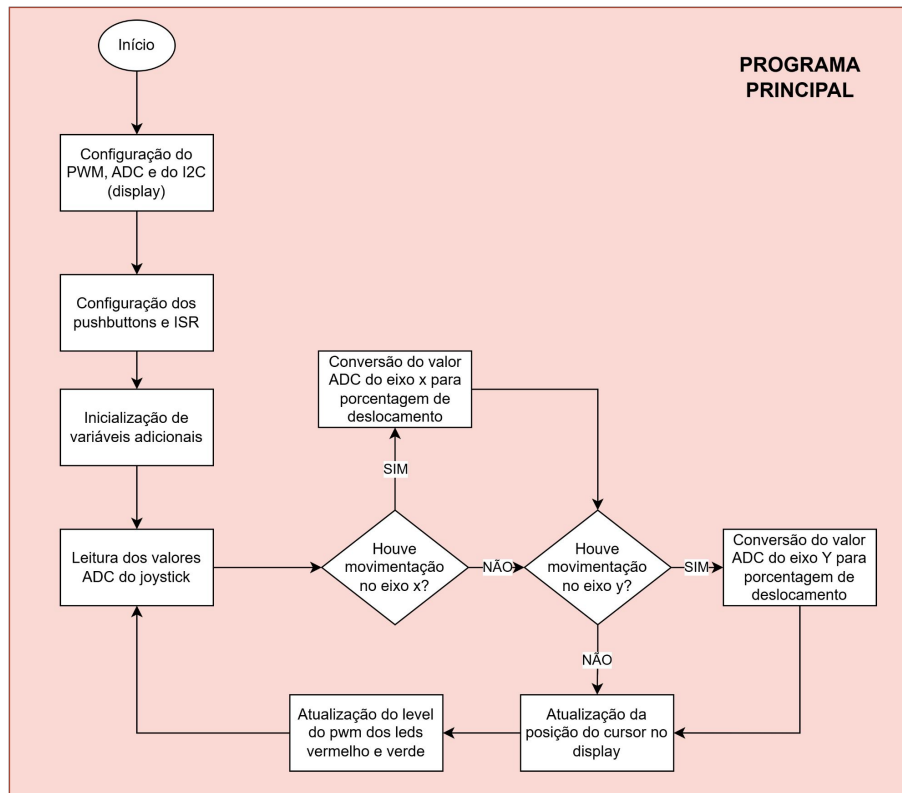 Início
PROGRAMA
PRINCIPAL
Configuração do
PWM, ADC e do I2C
(display)
Configuração dos
pushbuttons e ISR
Conversão do valor
ADC do eixo x para
porcentagem de
deslocamento
Inicialização de
variáveis adicionais
SIM
Leitura dos valores
ADC do joystick
Houve
movimentação
no eixo x?
NÃO
Houve
movimentação
no eixo y?
SIM
Conversão do valor
ADC do eixo Y para
porcentagem de
deslocamento
NÃO
Atualização do level
do pwm dos leds
vermelho e verde
Atualização da
posição do cursor no
display